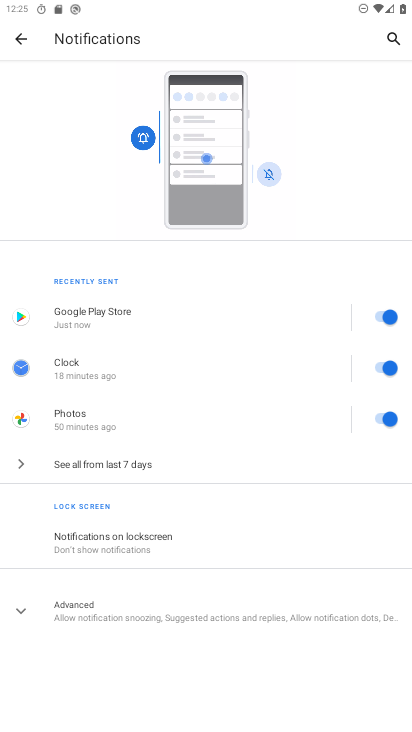 12:25
Notifications
RECENTLY SENT
Google Play Store
Just now
Clock
18 minutes ago
Photos
50 minutes ago
See all from last 7 days
LOCK SCREEN
Notifications on lockscreen
Don't show notifications
Advanced
Allow notification snoozing, Suggested actions and replies, Allow notification dots, De..